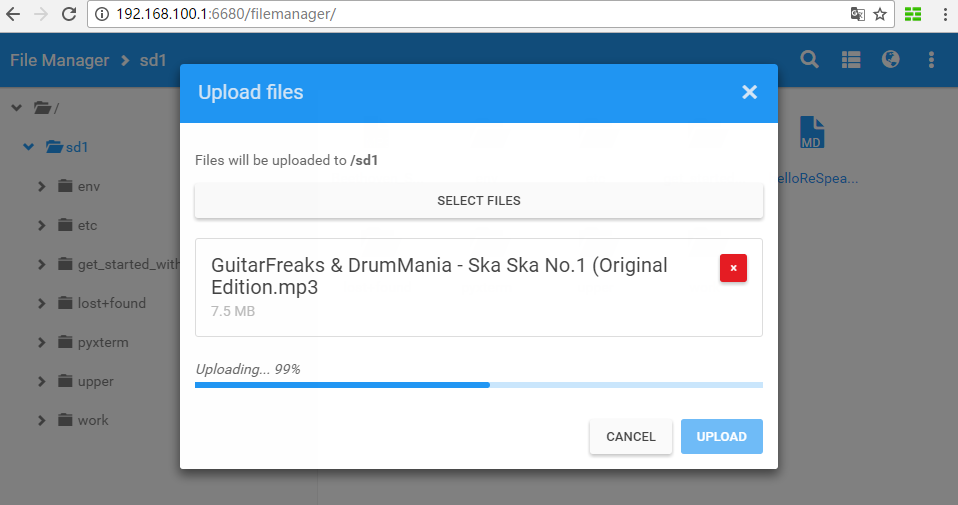 192.168.100.1:6680/filemanager/
File Manager > sd1
Upload files
/
sd1
env
etc
get_started_with
lost+found
pyxterm
upper
work
Files will be uploaded to /sd1
SELECT FILES
GuitarFreaks & DrumMania - Ska Ska No.1 (Original
Edition.mp3
7.5 MB
Uploading... 99%
CANCEL
UPLOAD
MD
elloReSpea...